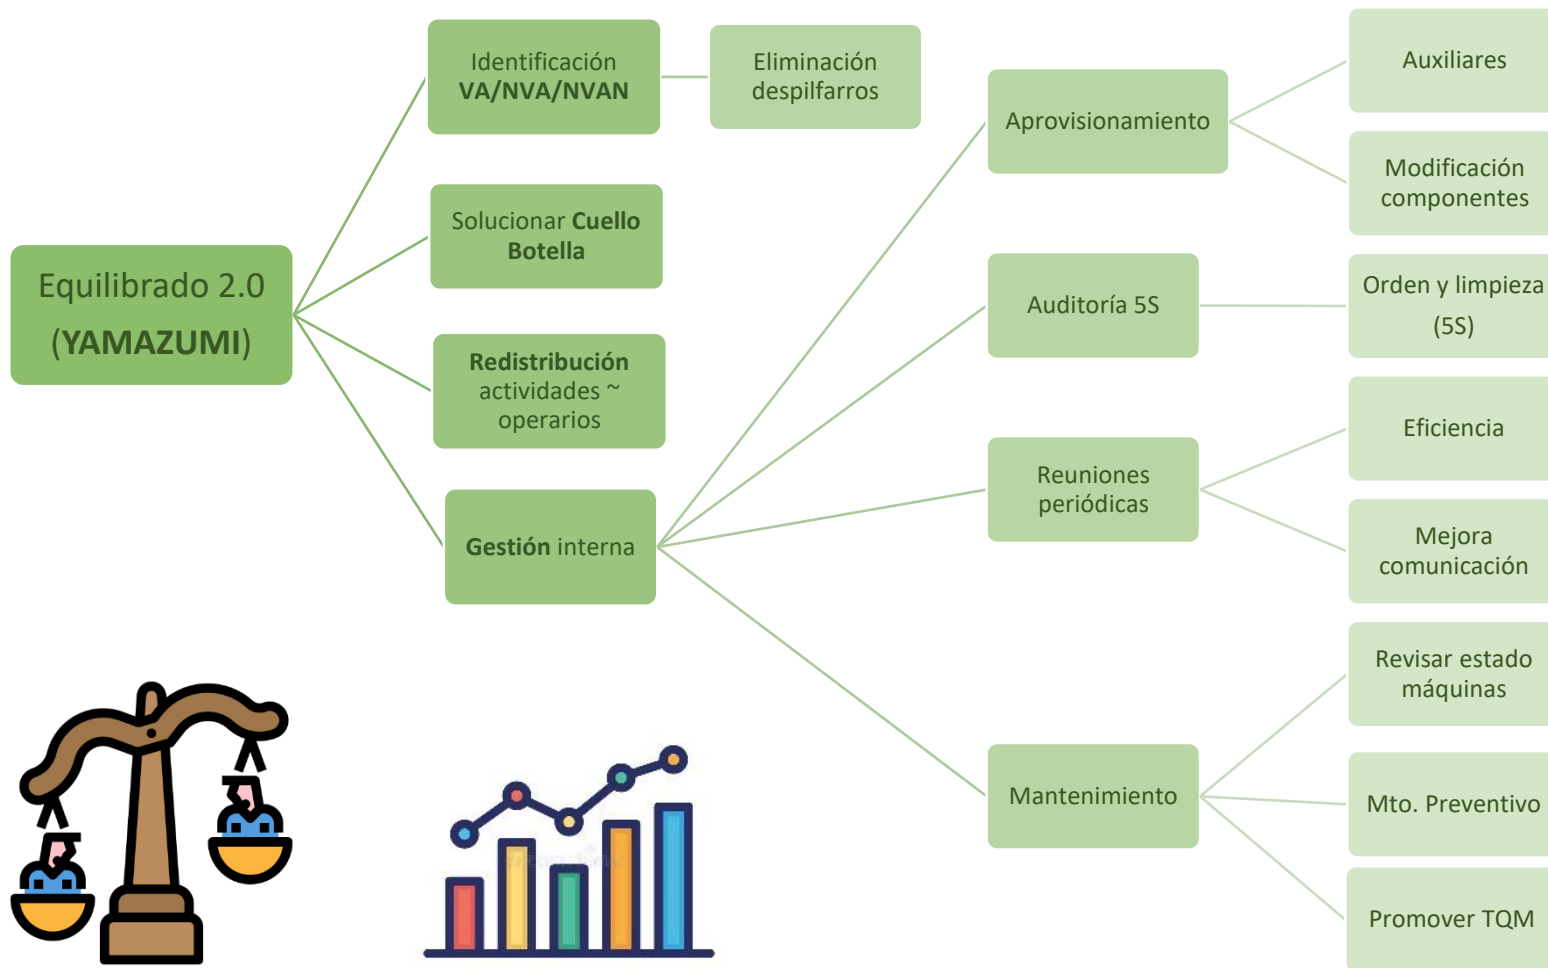 Equilibrado 2.0
(YAMAZUMI)
Identificación
VA/NVA/NVAN
Eliminación
despilfarros
Solucionar Cuello
Botella
Redistribución
actividades ~
operarios
Gestión interna
Aprovisionamiento
Auxiliares
Modificación
componentes
Auditoría 5S
Orden y limpieza
(5S)
Reuniones
periódicas
Eficiencia
Mejora
comunicación
Mantenimiento
Revisar estado
máquinas
Mto. Preventivo
Promover TQM